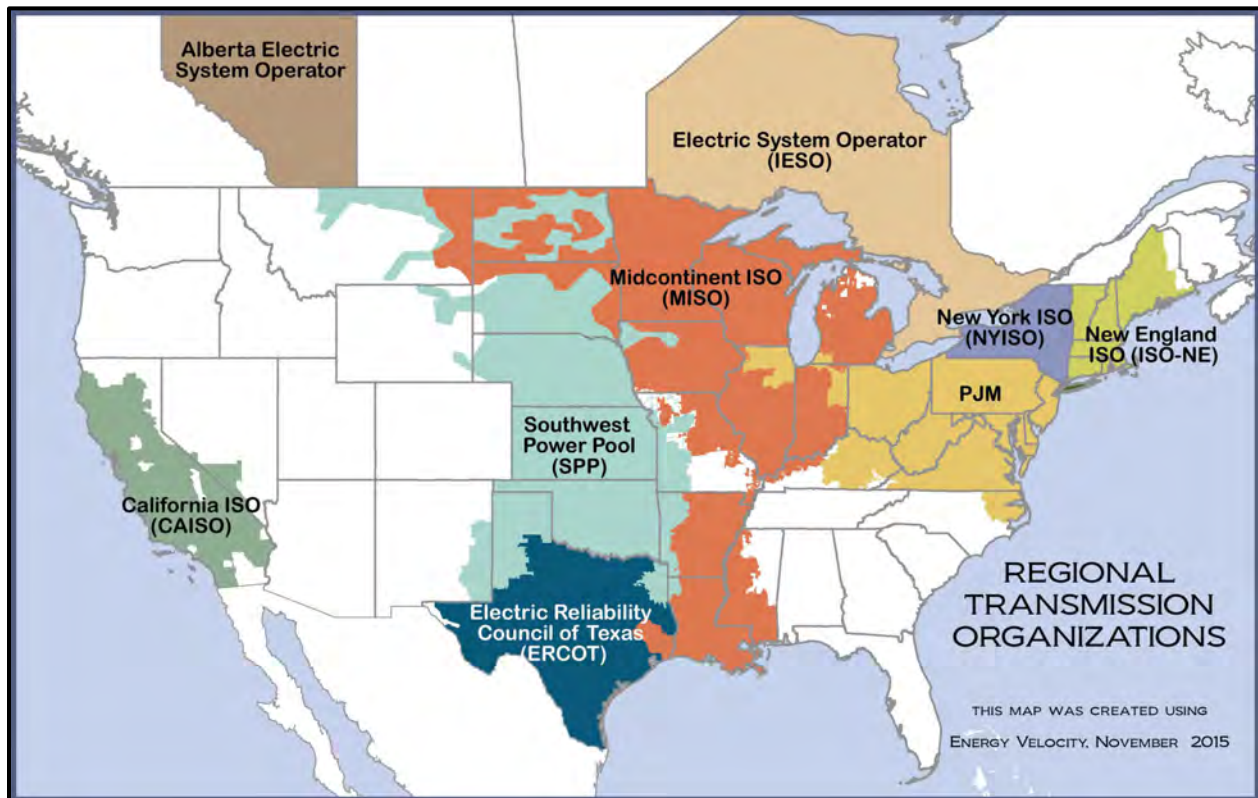 Alberta Electric
System Operator
Electric System Operator
(IESO)
Midcontinent ISO
(MISO)
New York ISO
(NYISO)
New England
ISO (ISO-NE)
PJM
Southwest
Power Pool
(SPP)
California ISO
(CAISO)
Electric Reliability
Council of Texas
(ERCOT)
REGIONAL
TRANSMISSION
ORGANIZATIONS
THIS MAP WAS CREATED USING
ENERGY VELOCITY, NOVEMBER 2015